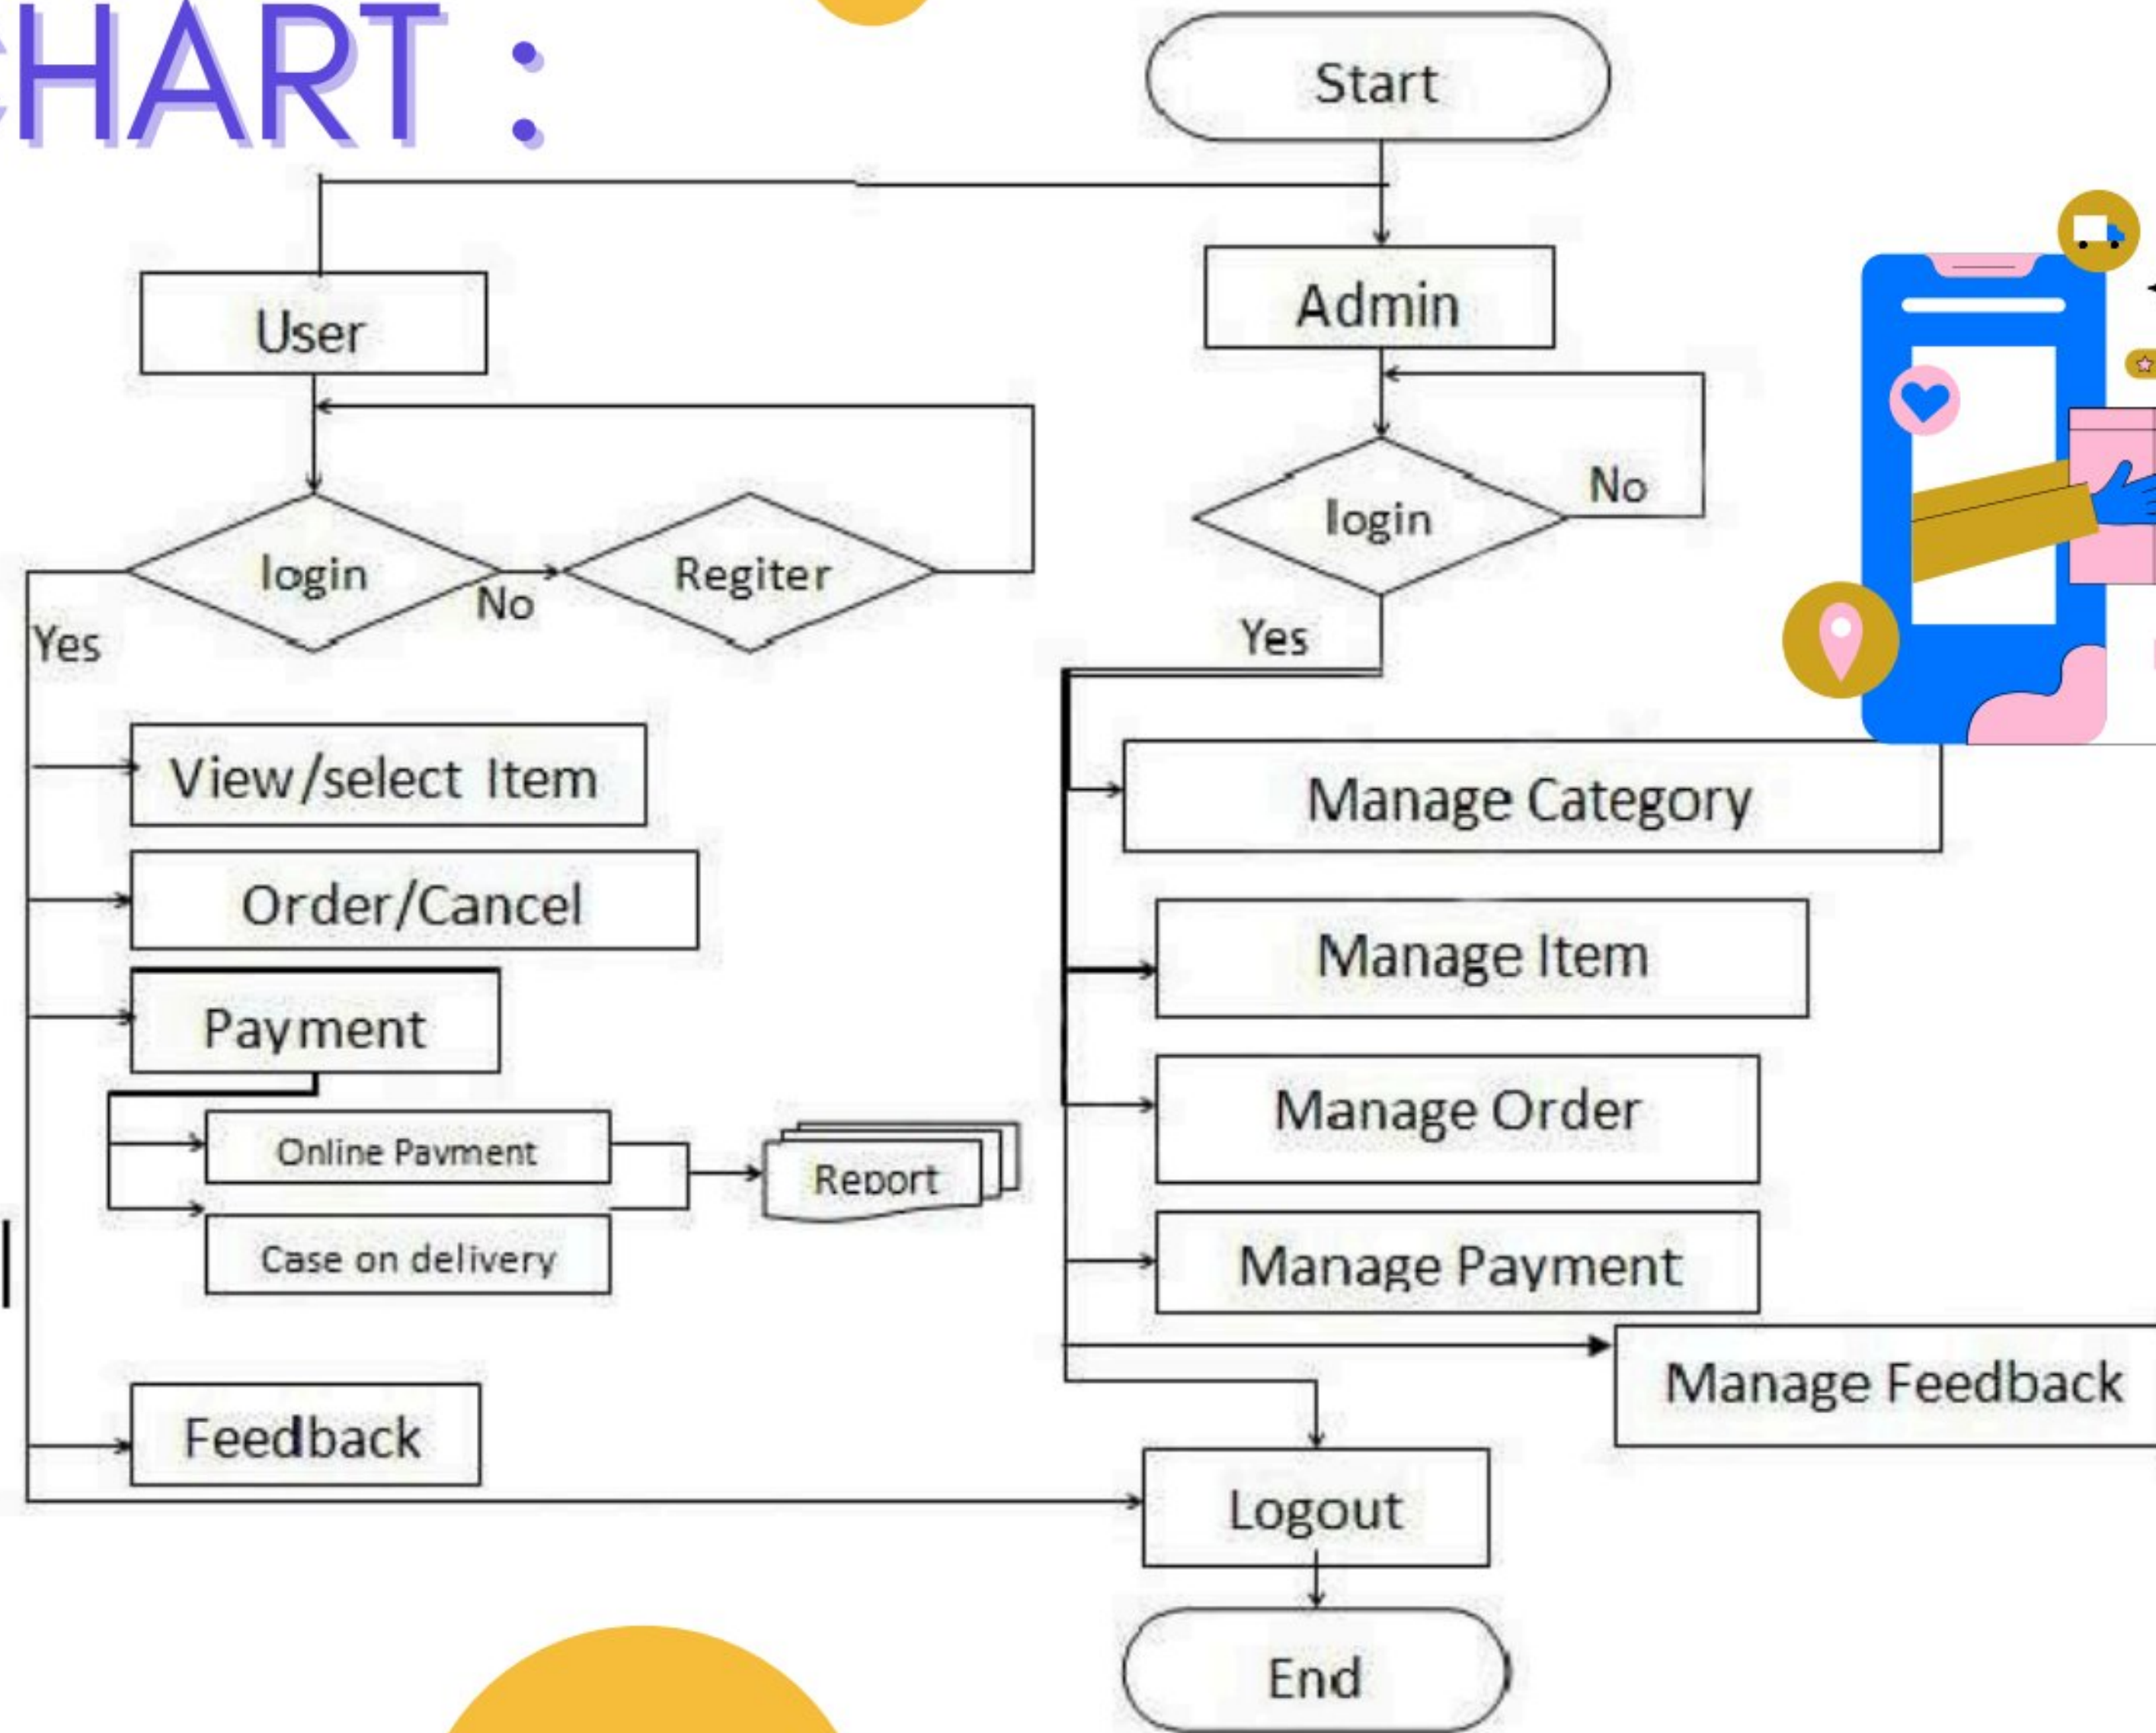 CHART :
Start
User
Admin
login
No
Regiter
Yes
login
No
Yes
View/select Item
Order/Cancel
Payment
Online Payment
Case on delivery
Report
Feedback
Manage Category
Manage Item
Manage Order
Manage Payment
Manage Feedback
Logout
End